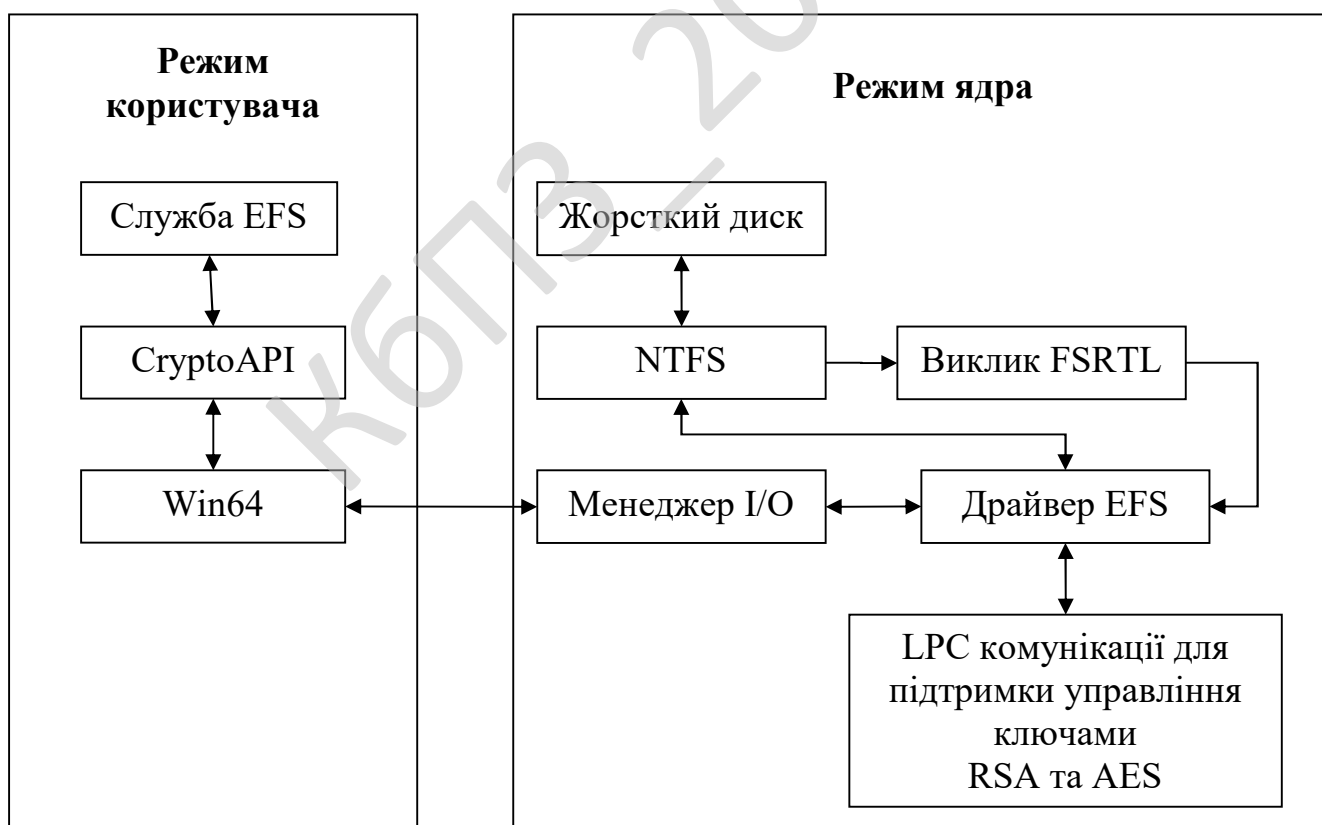 Режим
користувача
Служба EFS
CryptoAPI
Win64
Режим ядра
Жорсткий диск
NTFS
Виклик FSRTL
Менеджер I/O
Драйвер EFS
LPC комунікації для
підтримки управління
ключами
RSA та AES
КбПЗ_20